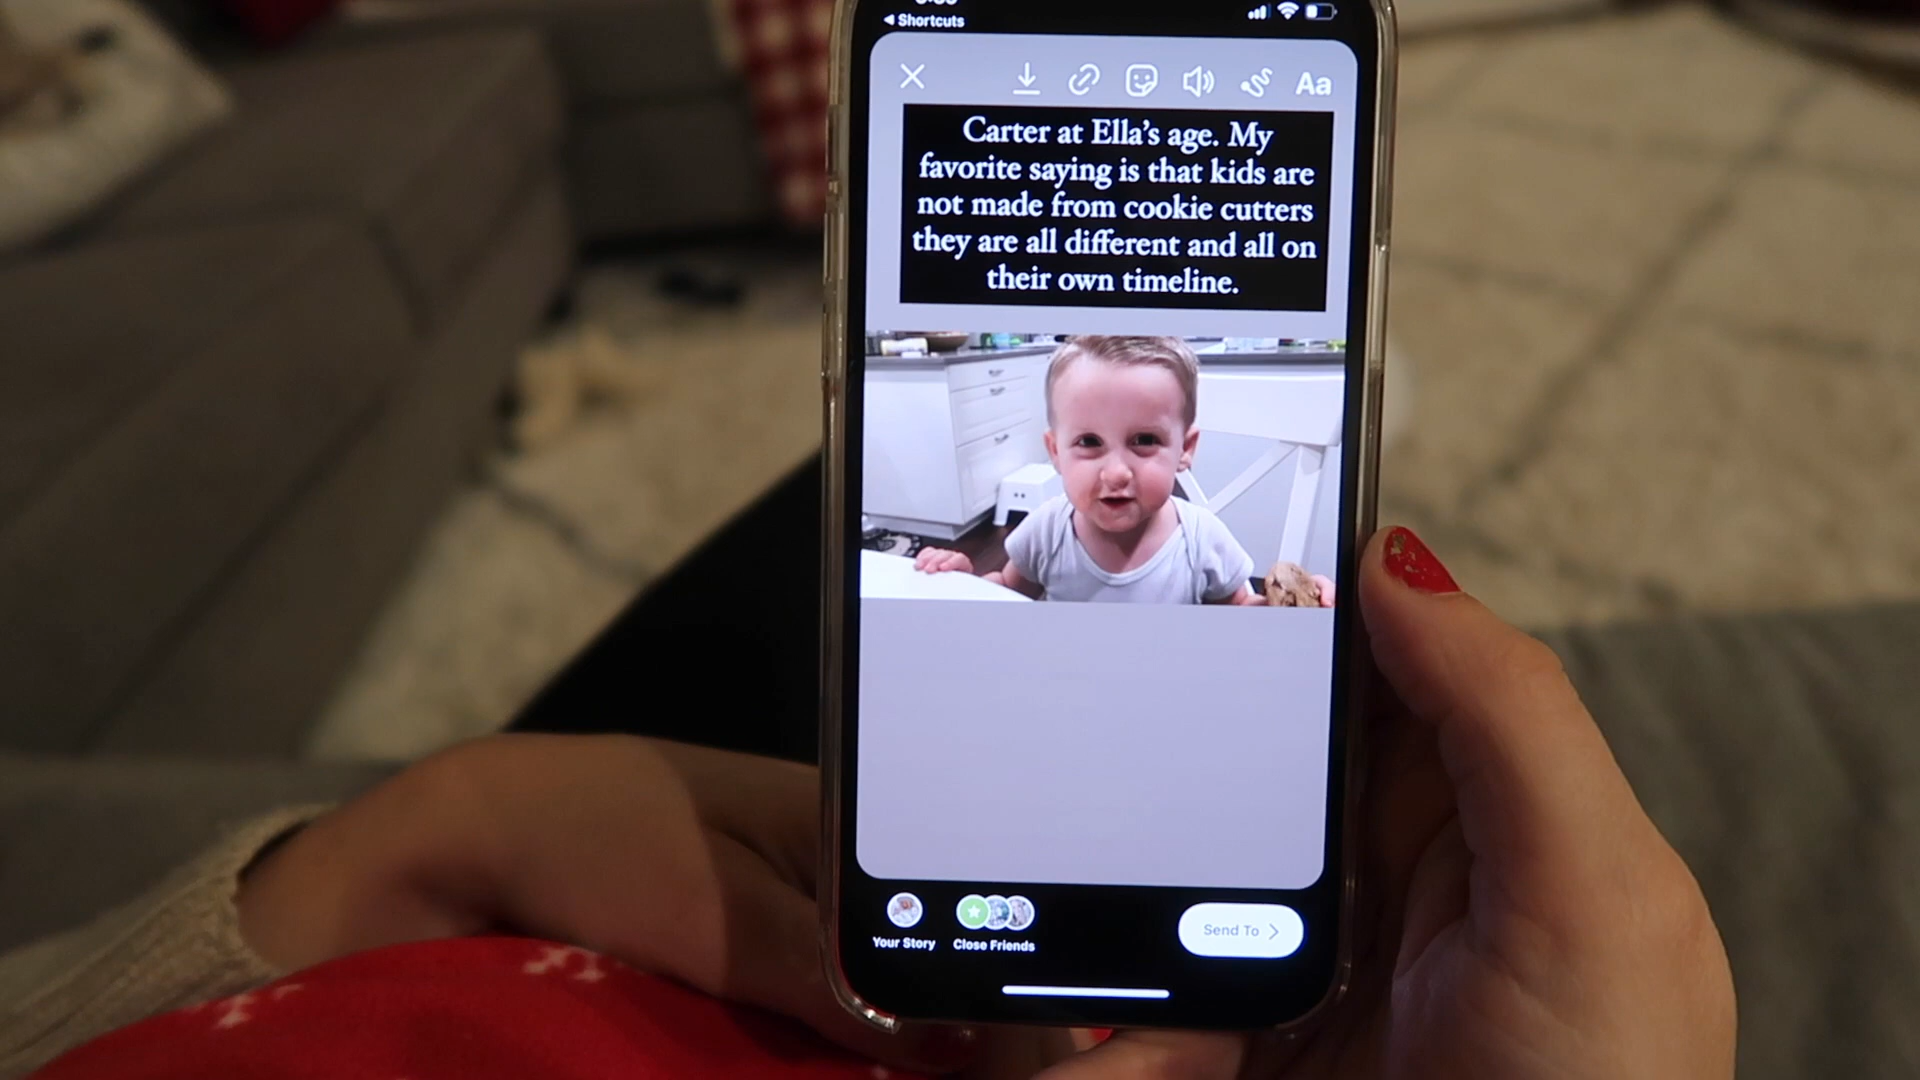 Shortcuts
Aa
Carter at Ella's age. My
favorite saying is that kids are
not made from cookie cutters
they are all different and all on
their own timeline.
Your Story
Close Friends
Send To